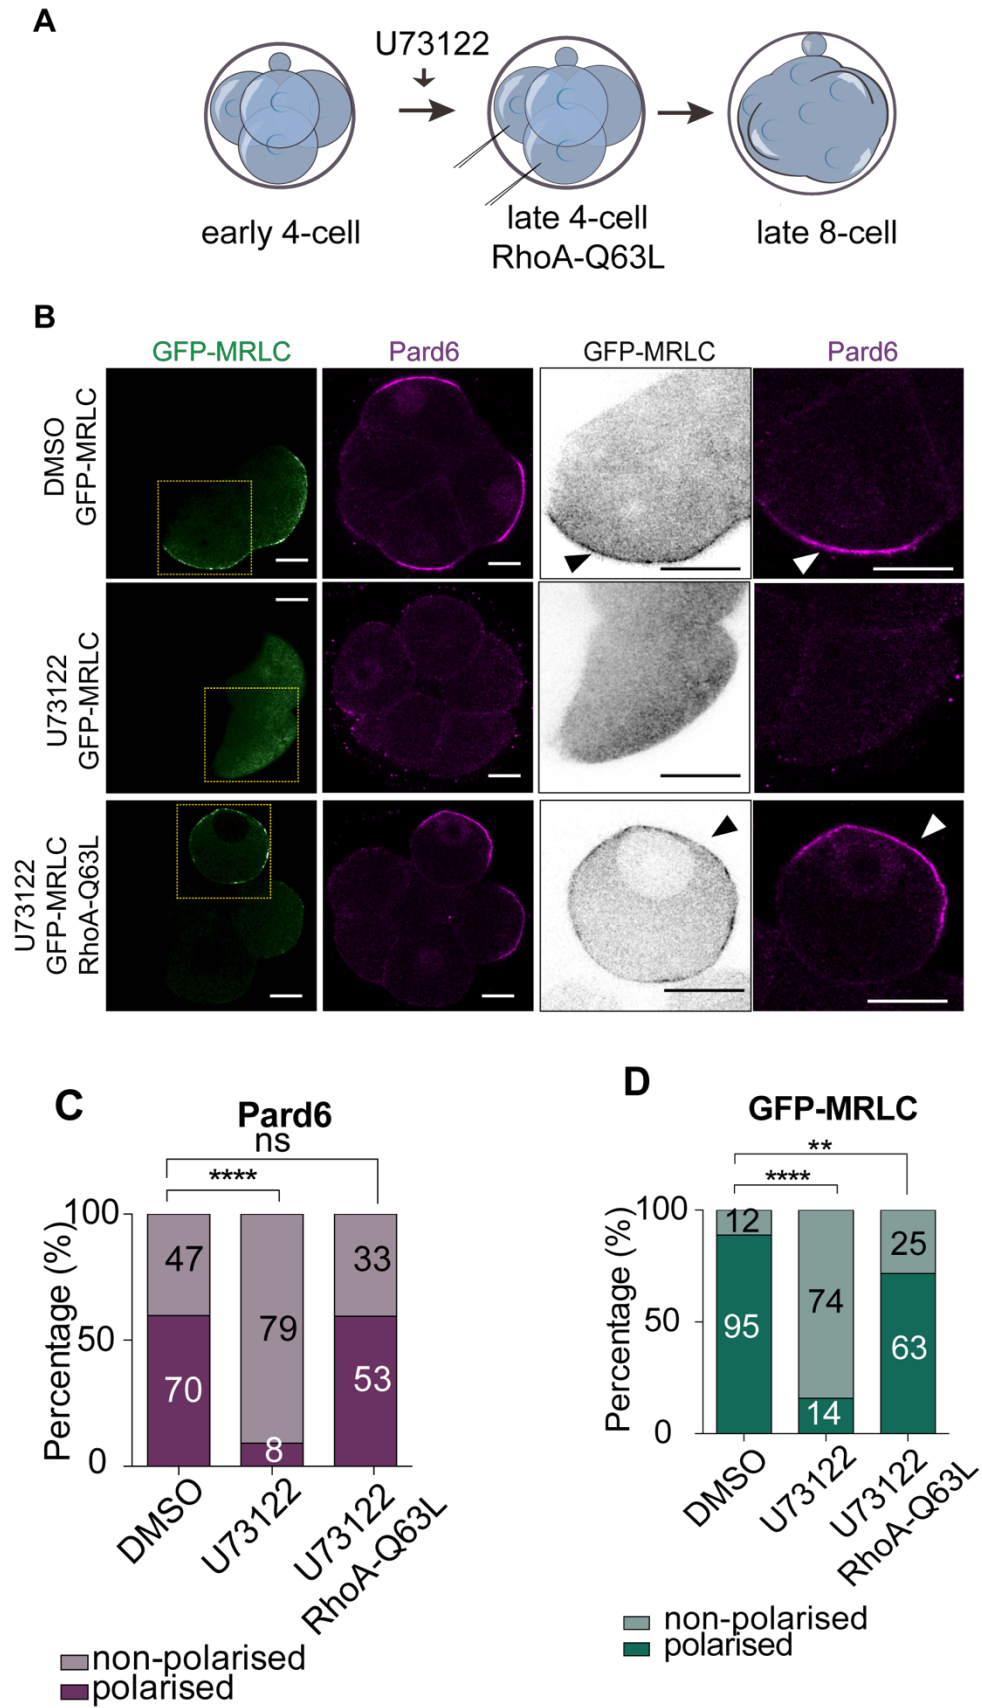 A
U73122
early 4-cell
late 4-cell
RhoA-Q63L
late 8-cell
B
GFP-MRLC
Pard6
GFP-MRLC
Pard6
DMSO
GFP-MRLC
U73122
GFP-MRLC
U73122
GFP-MRLC
RhoA-Q63L
C
Pard6
ns
****
Percentage (%)
100
50
0
47
70
79
8
33
53
DMSO
U73122
U73122
RhoA-Q63L
non-polarised
polarised
D
GFP-MRLC
**
****
Percentage (%)
100
50
0
12
95
74
14
25
63
DMSO
U73122
U73122
RhoA-Q63L
non-polarised
polarised